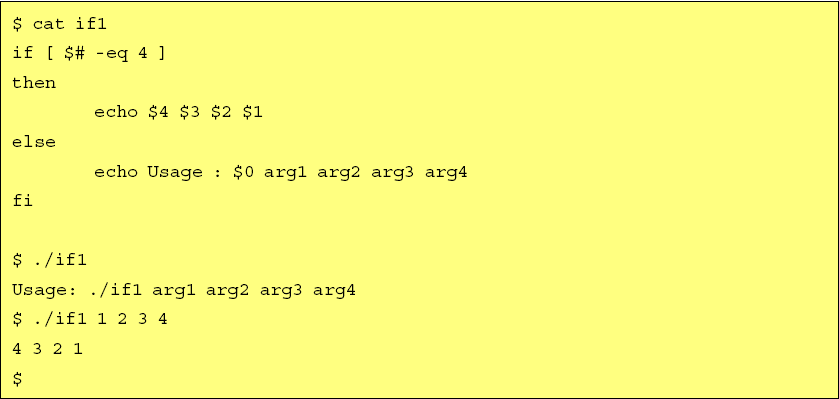 $ cat if1
if [ $# -eq 4 ]
then
echo $4 $3 $2 $1
else
echo Usage : $0 arg1 arg2 arg3 arg4
fi
$ ./if1
Usage: ./if1 arg1 arg2 arg3 arg4
$ ./if1 1 2 3 4
4 3 2 1
$